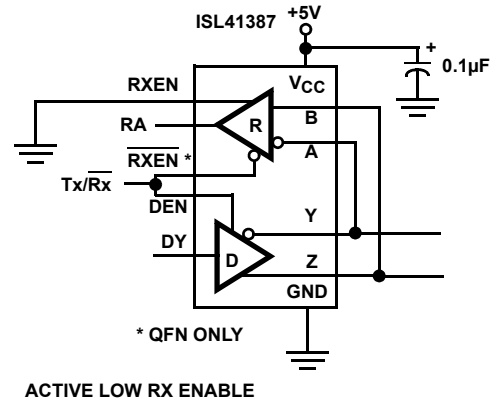 ISL41387
+5V
+
0.1µF
RXEN
VCC
B
RA
R
A
RXEN *
Tx/Rx
DEN
Y
DY
D
Z
GND
* QFN ONLY
ACTIVE LOW RX ENABLE